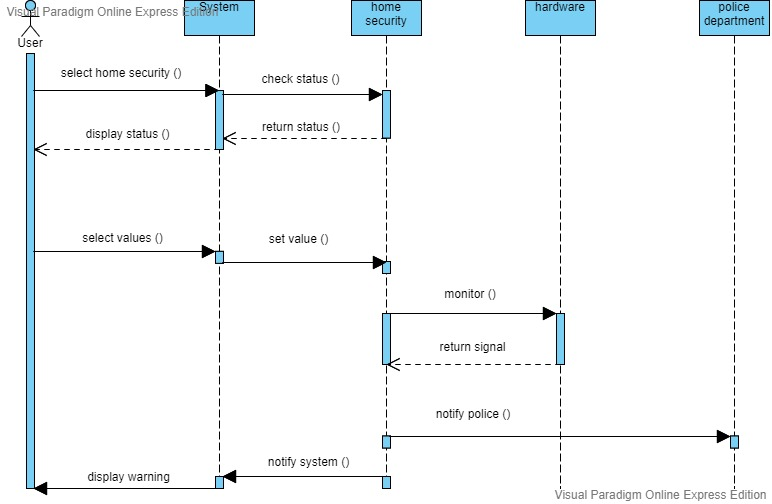 Visual Paradigm Online Express Edition
System
home
security
hardware
police
department
User
select home security ()
check status ()
return status ()
display status ()
select values ()
set value ()
monitor ()
return signal
notify police ()
notify system ()
display warning
Visual Paradigm Online Express Edition